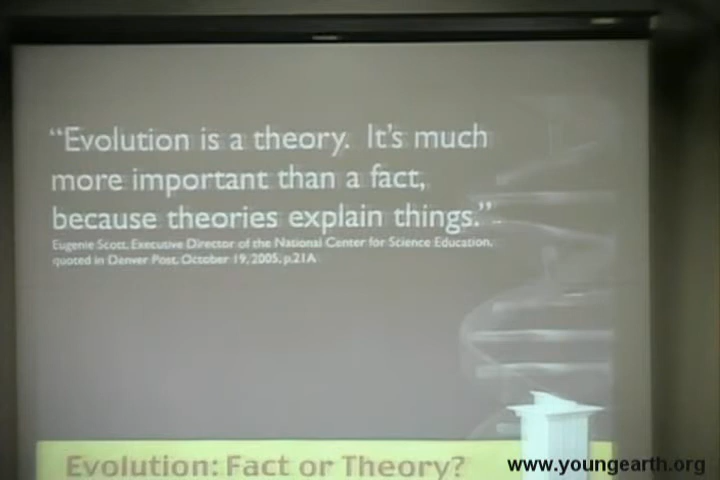 “Evolution is a theory. It's much
more important than a fact,
because theories explain things.”
Eugenie Scott, Executive Director of the National Center for Science Education,
quoted in Denver Post, October 19, 2005, p.21A
Evolution: Fact or Theory?
www.youngearth.org